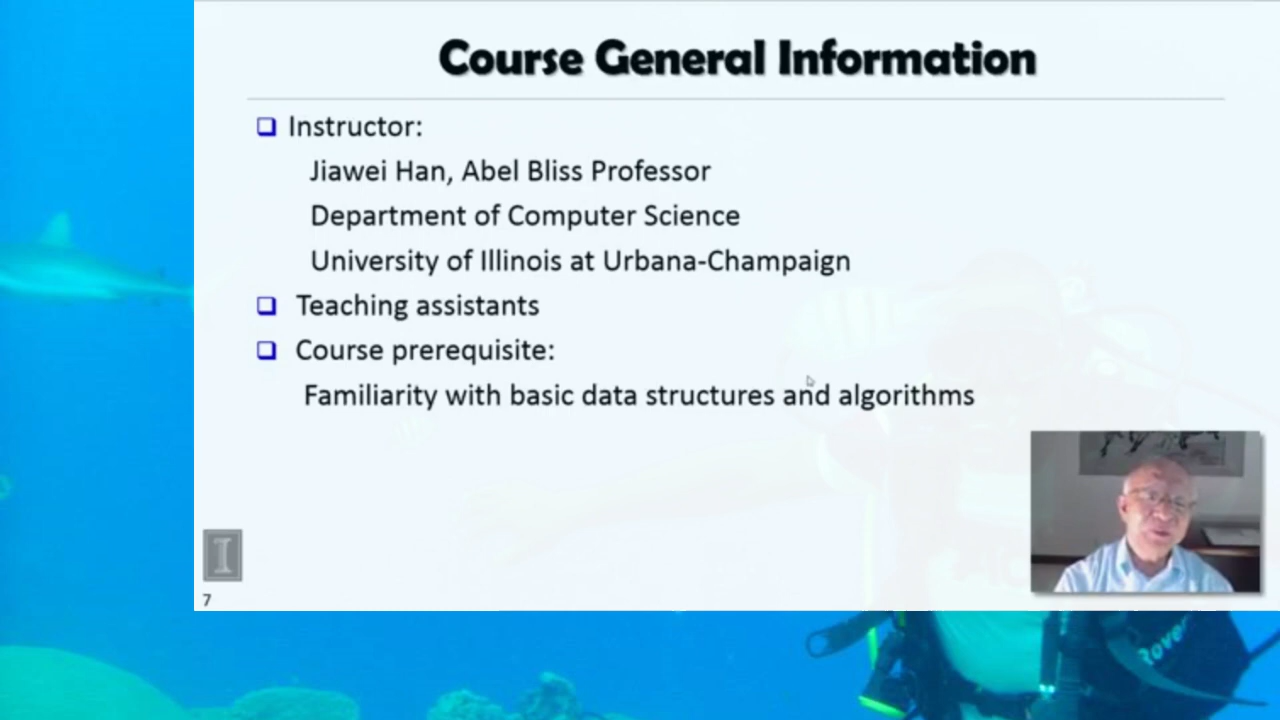 Course General Information
Instructor:
Jiawei Han, Abel Bliss Professor
Department of Computer Science
University of Illinois at Urbana-Champaign
Teaching assistants
Course prerequisite:
Familiarity with basic data structures and algorithms
I
7
Rover